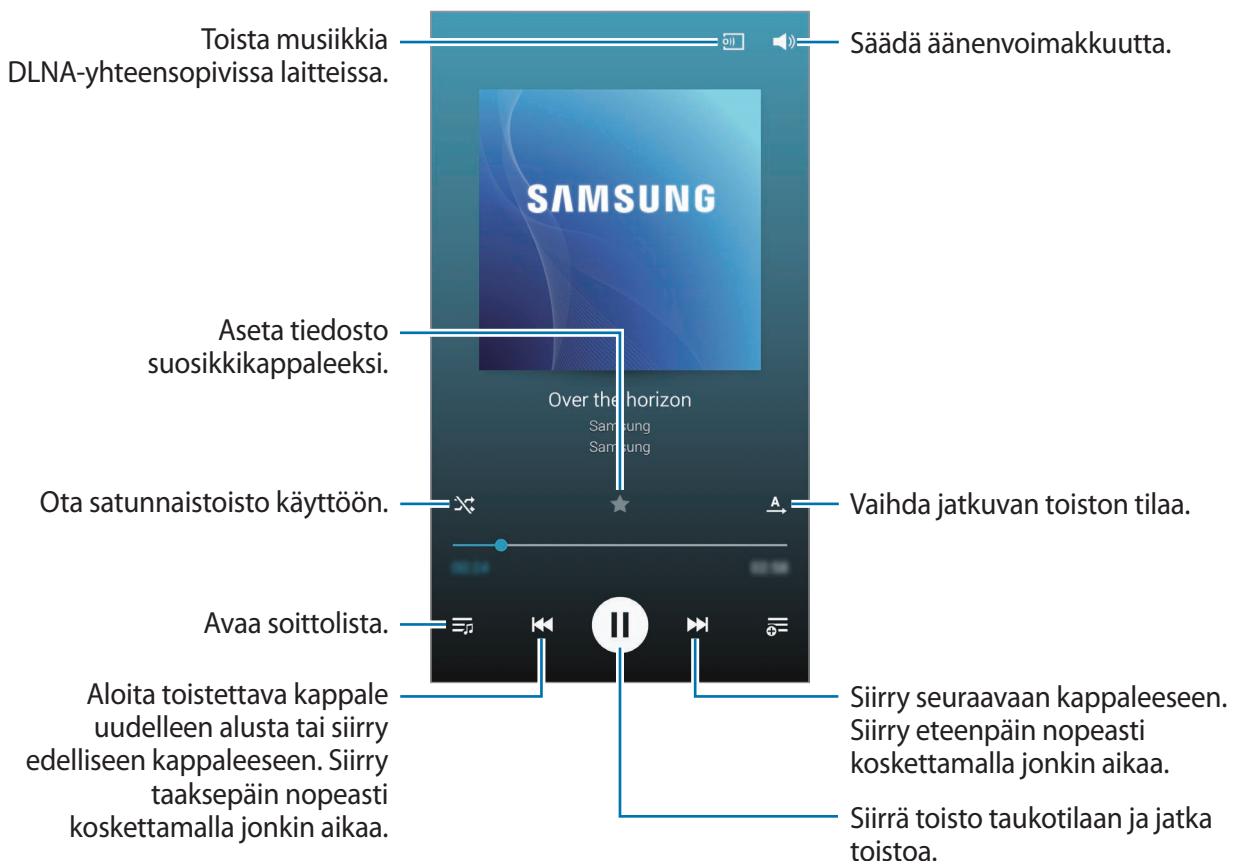 Toista musiikkia
DLNA-yhteensopivissa laitteissa.
Säädä äänenvoimakkuutta.
SAMSUNG
Aseta tiedosto
suosikkikappaleeksi.
Over the horizon
Samsung
Samsung
Ota satunnaistoisto käyttöön.
A
Vaihda jatkuvan toiston tilaa.
Avaa soittolista.
Aloita toistettava kappale
uudelleen alusta tai siirry
edelliseen kappaleeseen. Siirry
taaksepäin nopeasti
koskettamalla jonkin aikaa.
Siirry seuraavaan kappaleeseen.
Siirry eteenpäin nopeasti
koskettamalla jonkin aikaa.
Siirrä toisto taukotilaan ja jatka
toistoa.